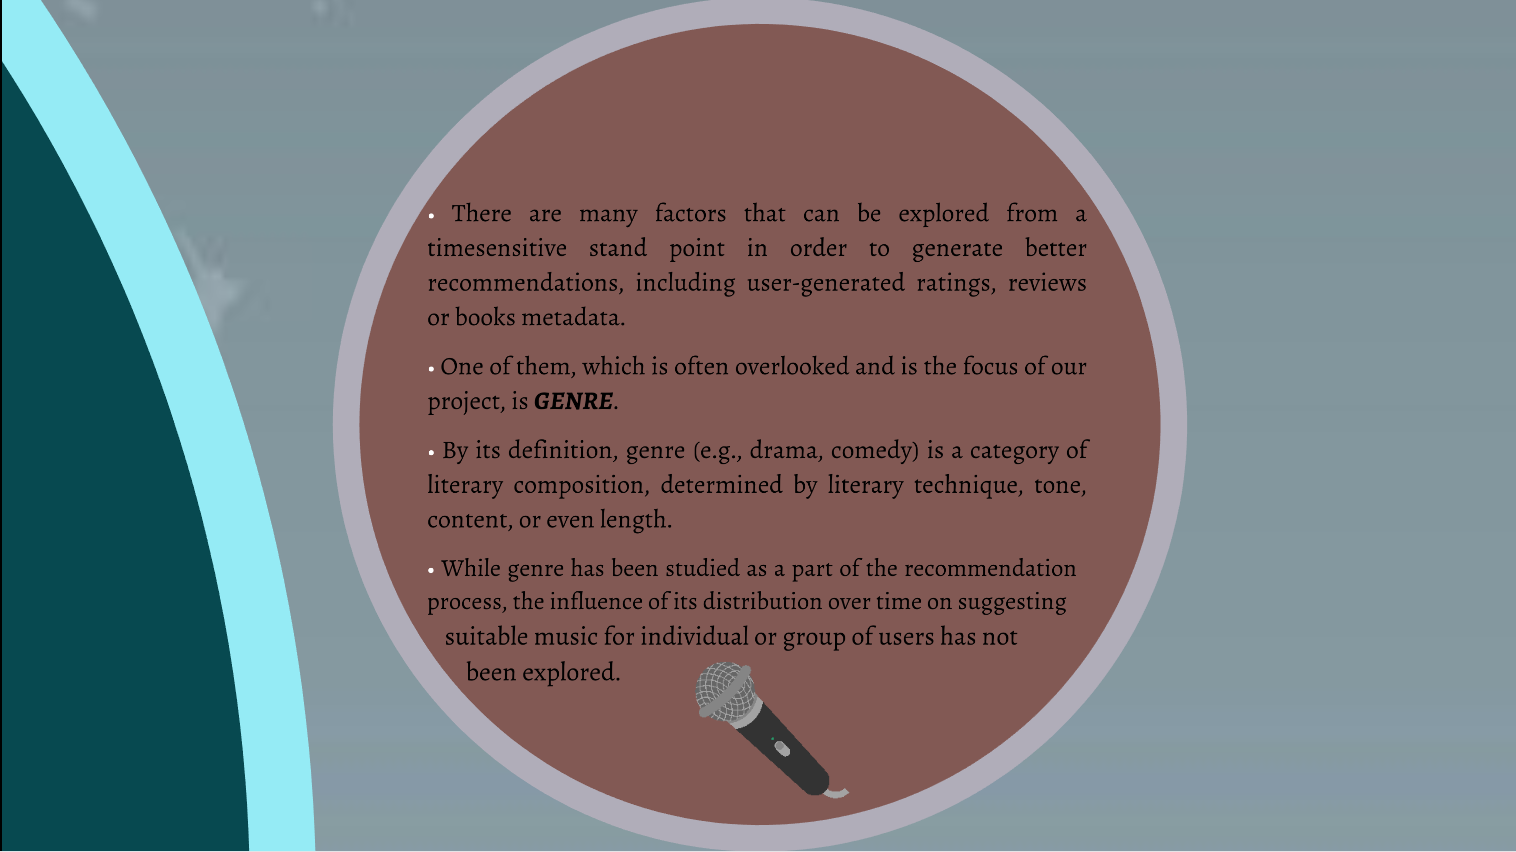 • There are many factors that can be explored from a
timesensitive stand point in order to generate better
recommendations, including user-generated ratings, reviews
or books metadata.
• One of them, which is often overlooked and is the focus of our
project, is GENRE.
• By its definition, genre (e.g., drama, comedy) is a category of
literary composition, determined by literary technique, tone,
content, or even length.
• While genre has been studied as a part of the recommendation
process, the influence of its distribution over time on suggesting
suitable music for individual or group of users has not
been explored.